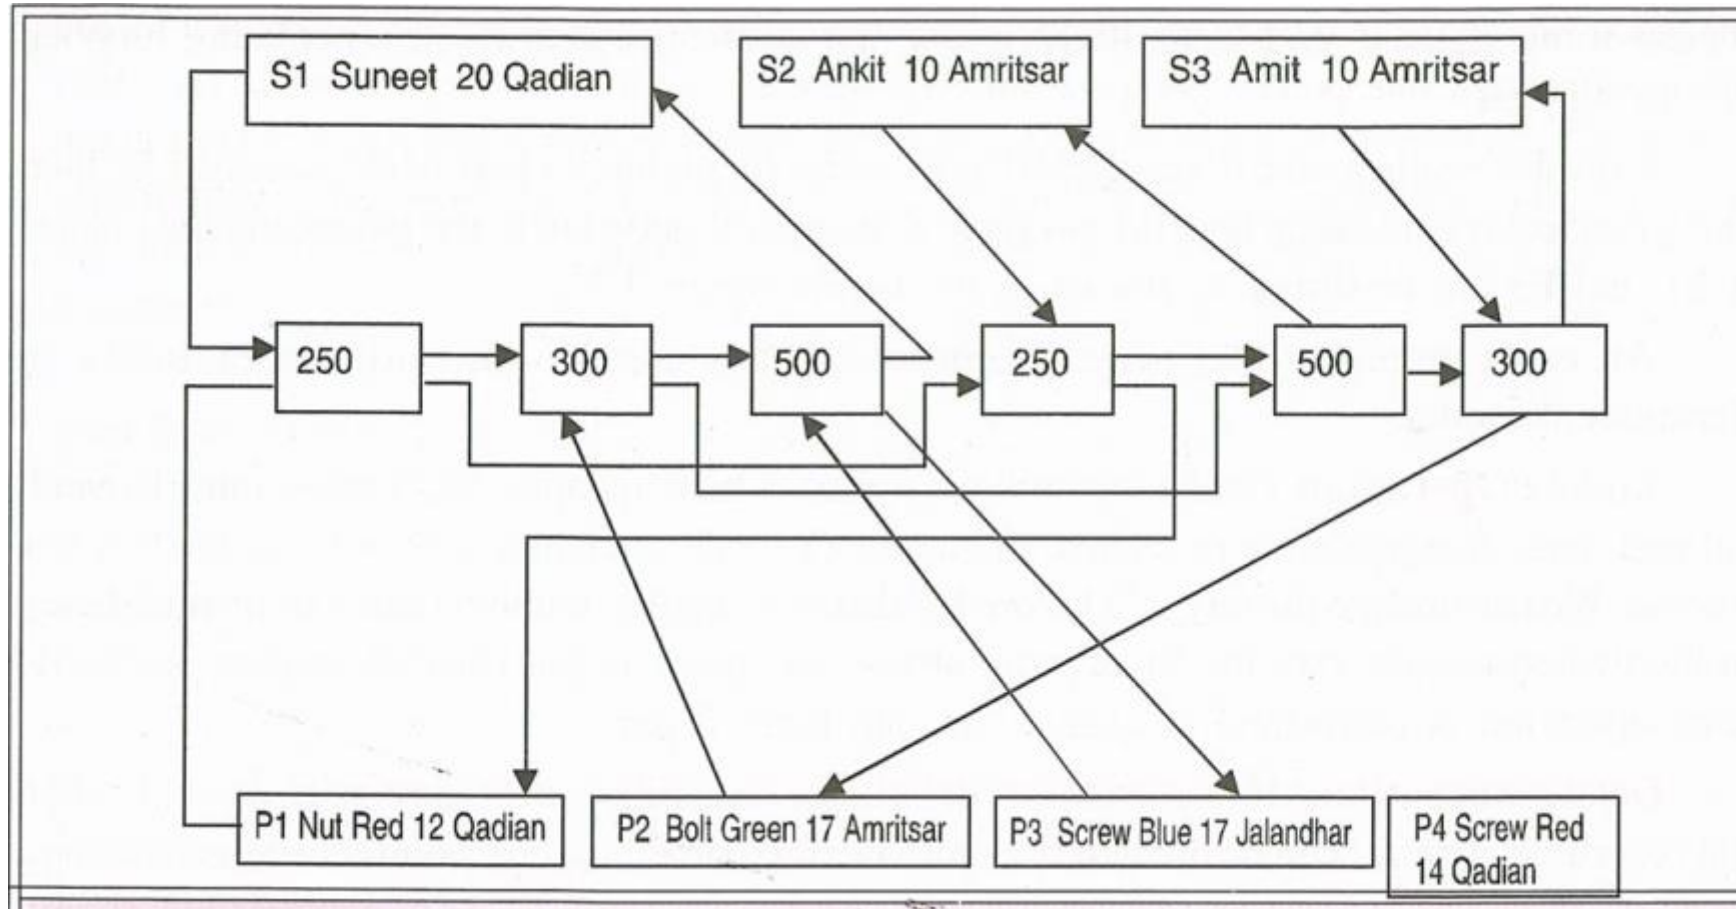 S1 Suneet 20 Qadian
S2 Ankit 10 Amritsar
S3 Amit 10 Amritsar
250
300
500
250
500
300
P1 Nut Red 12 Qadian
P2 Bolt Green 17 Amritsar
P3 Screw Blue 17 Jalandhar
P4 Screw Red
14 Qadian